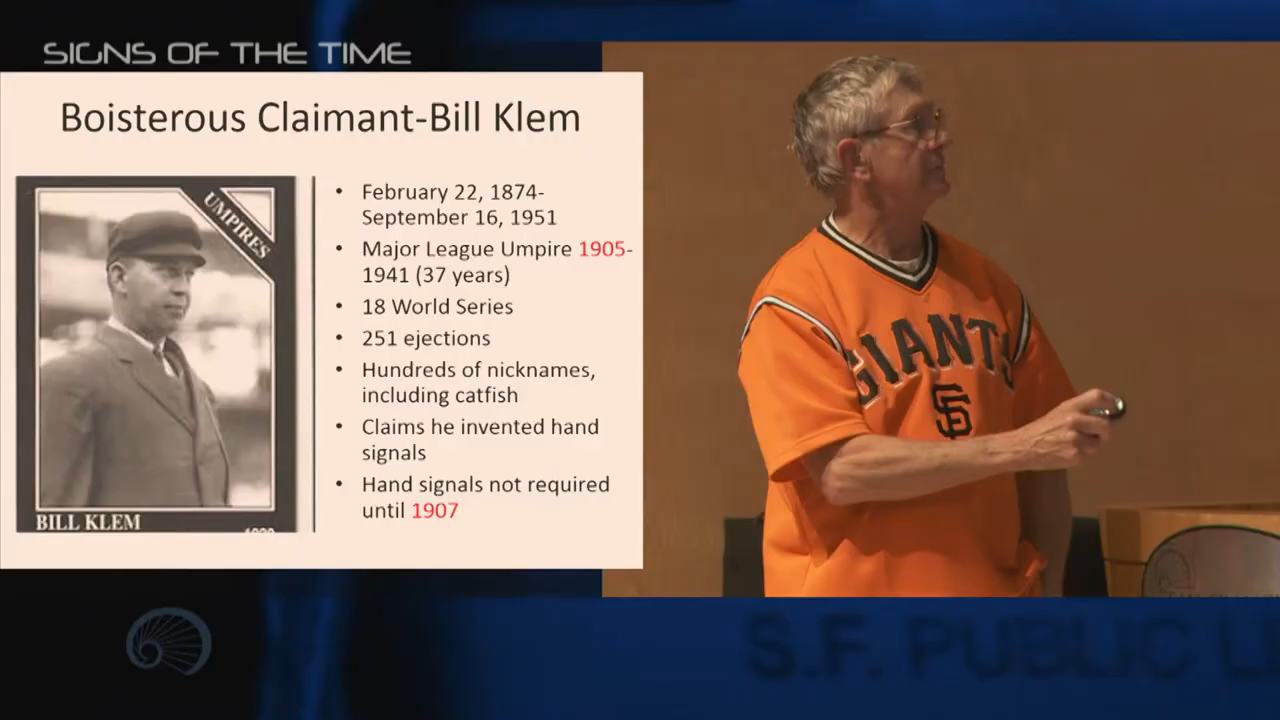 SIGNS OF THE TIME
Boisterous Claimant-Bill Klem
UMPIRES
BILL KLEM
• February 22, 1874-
September 16, 1951
• Major League Umpire 1905-
1941 (37 years)
• 18 World Series
• 251 ejections
• Hundreds of nicknames,
including catfish
• Claims he invented hand
signals
• Hand signals not required
until 1907
GIANTS
SF
S.F. PUBLIC L